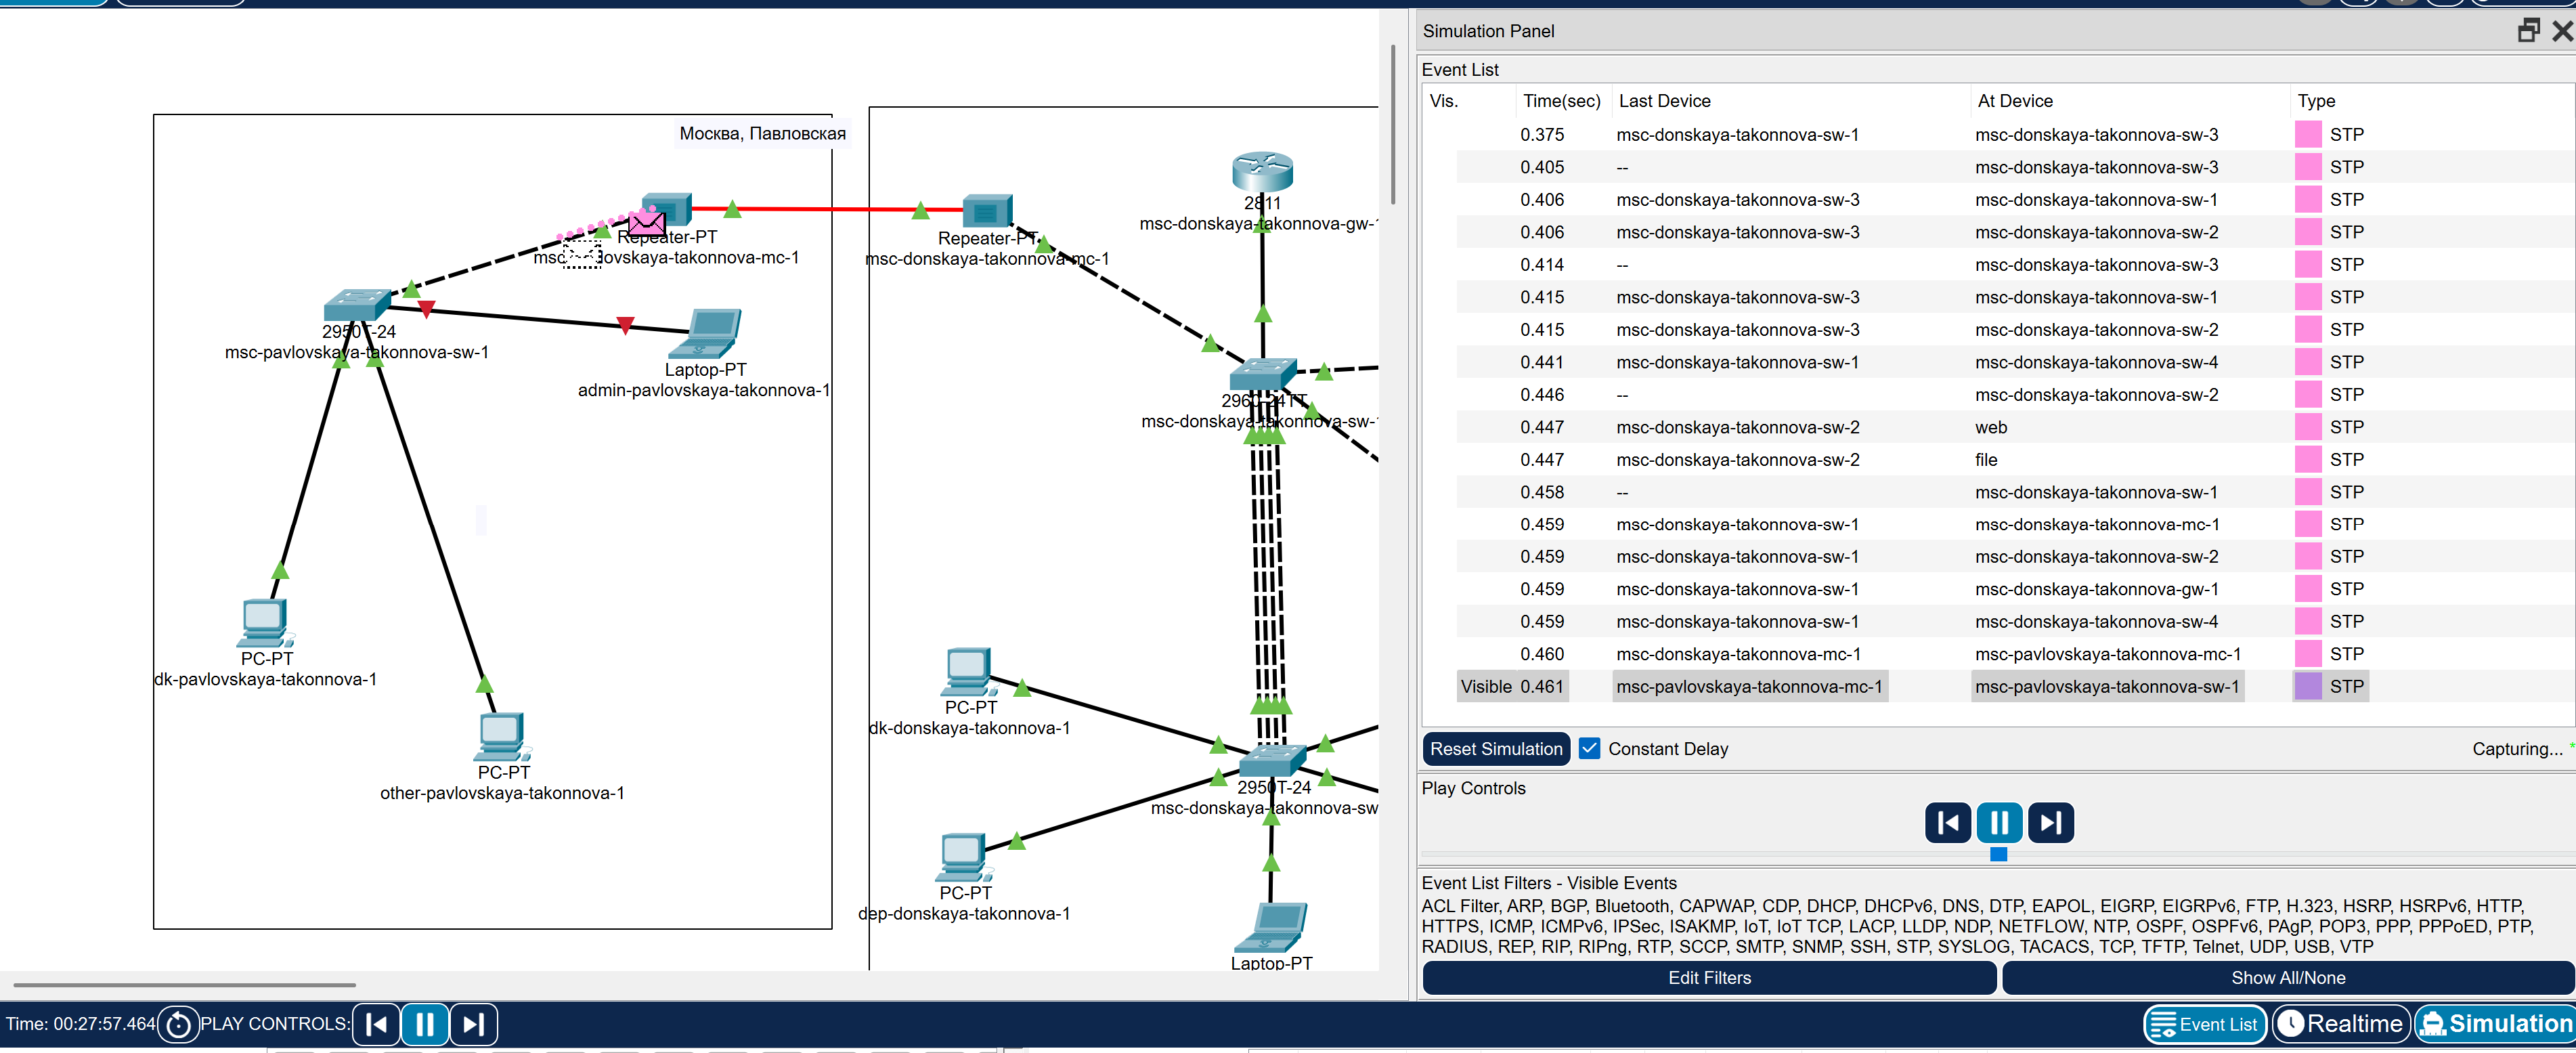 Москва, Павловская
Repeater-PT
Repeater-PT
msc-donskaya-takonnova-mc-1
2811
msc-donskaya-takonnova-gw-
2950T-24
msc-pavlovskaya-takonnova-sw-1
Laptop-PT
admin-pavlovskaya-takonnova-1
2960-24TT
msc-donskaya-takonnova-sw-
PC-PT
dk-pavlovskaya-takonnova-1
PC-PT
other-pavlovskaya-takonnova-1
PC-PT
dk-donskaya-takonnova-1
2950T-24
msc-donskaya-takonnova-sw
PC-PT
dep-donskaya-takonnova-1
Laptop-PT
Simulation Panel
Event List
Vis. Time(sec) Last Device At Device Type
0.375 msc-donskaya-takonnova-sw-1 msc-donskaya-takonnova-sw-3 STP
0.405 -- msc-donskaya-takonnova-sw-3 STP
0.406 msc-donskaya-takonnova-sw-3 msc-donskaya-takonnova-sw-1 STP
0.406 msc-donskaya-takonnova-sw-3 msc-donskaya-takonnova-sw-2 STP
0.414 -- msc-donskaya-takonnova-sw-3 STP
0.415 msc-donskaya-takonnova-sw-3 msc-donskaya-takonnova-sw-1 STP
0.415 msc-donskaya-takonnova-sw-3 msc-donskaya-takonnova-sw-2 STP
0.441 msc-donskaya-takonnova-sw-1 msc-donskaya-takonnova-sw-4 STP
0.446 -- msc-donskaya-takonnova-sw-2 STP
0.447 msc-donskaya-takonnova-sw-2 web STP
0.447 msc-donskaya-takonnova-sw-2 file STP
0.458 -- msc-donskaya-takonnova-sw-1 STP
0.459 msc-donskaya-takonnova-sw-1 msc-donskaya-takonnova-mc-1 STP
0.459 msc-donskaya-takonnova-sw-1 msc-donskaya-takonnova-sw-2 STP
0.459 msc-donskaya-takonnova-sw-1 msc-donskaya-takonnova-gw-1 STP
0.459 msc-donskaya-takonnova-sw-1 msc-donskaya-takonnova-sw-4 STP
0.460 msc-donskaya-takonnova-mc-1 msc-pavlovskaya-takonnova-mc-1 STP
Visible 0.461 msc-pavlovskaya-takonnova-mc-1 msc-pavlovskaya-takonnova-sw-1 STP
Reset Simulation Constant Delay Capturing... *
Play Controls
Event List Filters - Visible Events
ACL Filter, ARP, BGP, Bluetooth, CAPWAP, CDP, DHCP, DHCPv6, DNS, DTP, EAPOL, EIGRP, EIGRPv6, FTP, H.323, HSRP, HSRPv6, HTTP,
HTTPS, ICMP, ICMPv6, IPSec, ISAKMP, IoT, IoT TCP, LACP, LLDP, NDP, NETFLOW, NTP, OSPF, OSPFv6, PAgP, POP3, PPP, PPPoED, PTP,
RADIUS, REP, RIP, RIPng, RTP, SCCP, SMTP, SNMP, SSH, STP, SYSLOG, TACACS, TCP, TFTP, Telnet, UDP, USB, VTP
Edit Filters Show All/None
Time: 00:27:57.464 PLAY CONTROLS: Event List Realtime Simulation